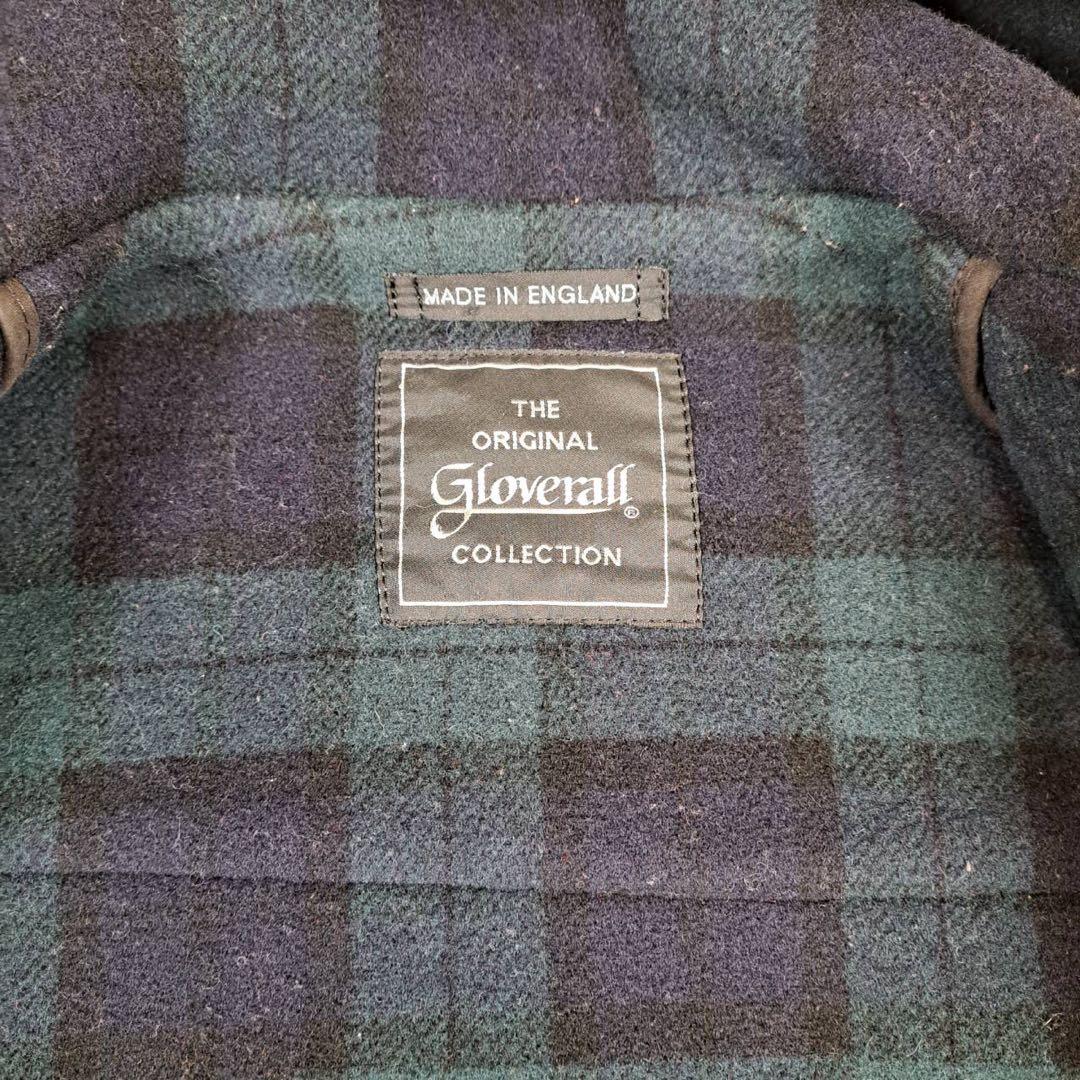 MADE IN ENGLAND
THE
ORIGINAL
Gloverall®
COLLECTION